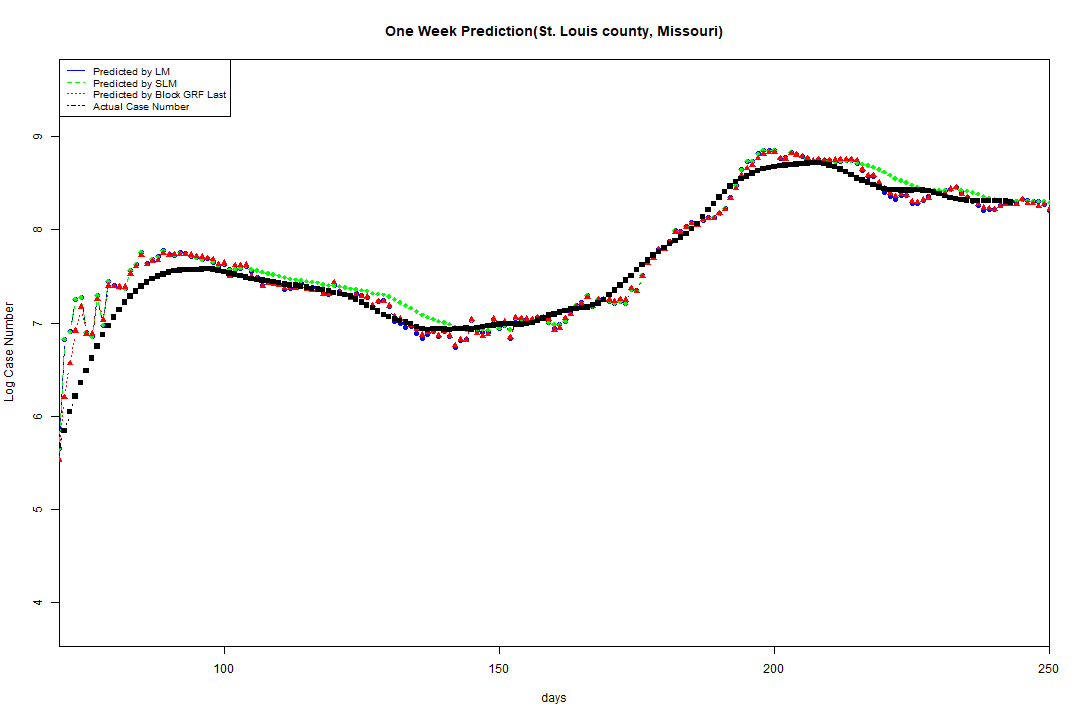 One Week Prediction(St. Louis county, Missouri)
Predicted by LM
Predicted by SLM
Predicted by Block GRF Last
Actual Case Number
9
8
7
6
5
4
Log Case Number
100 150 200 250
days